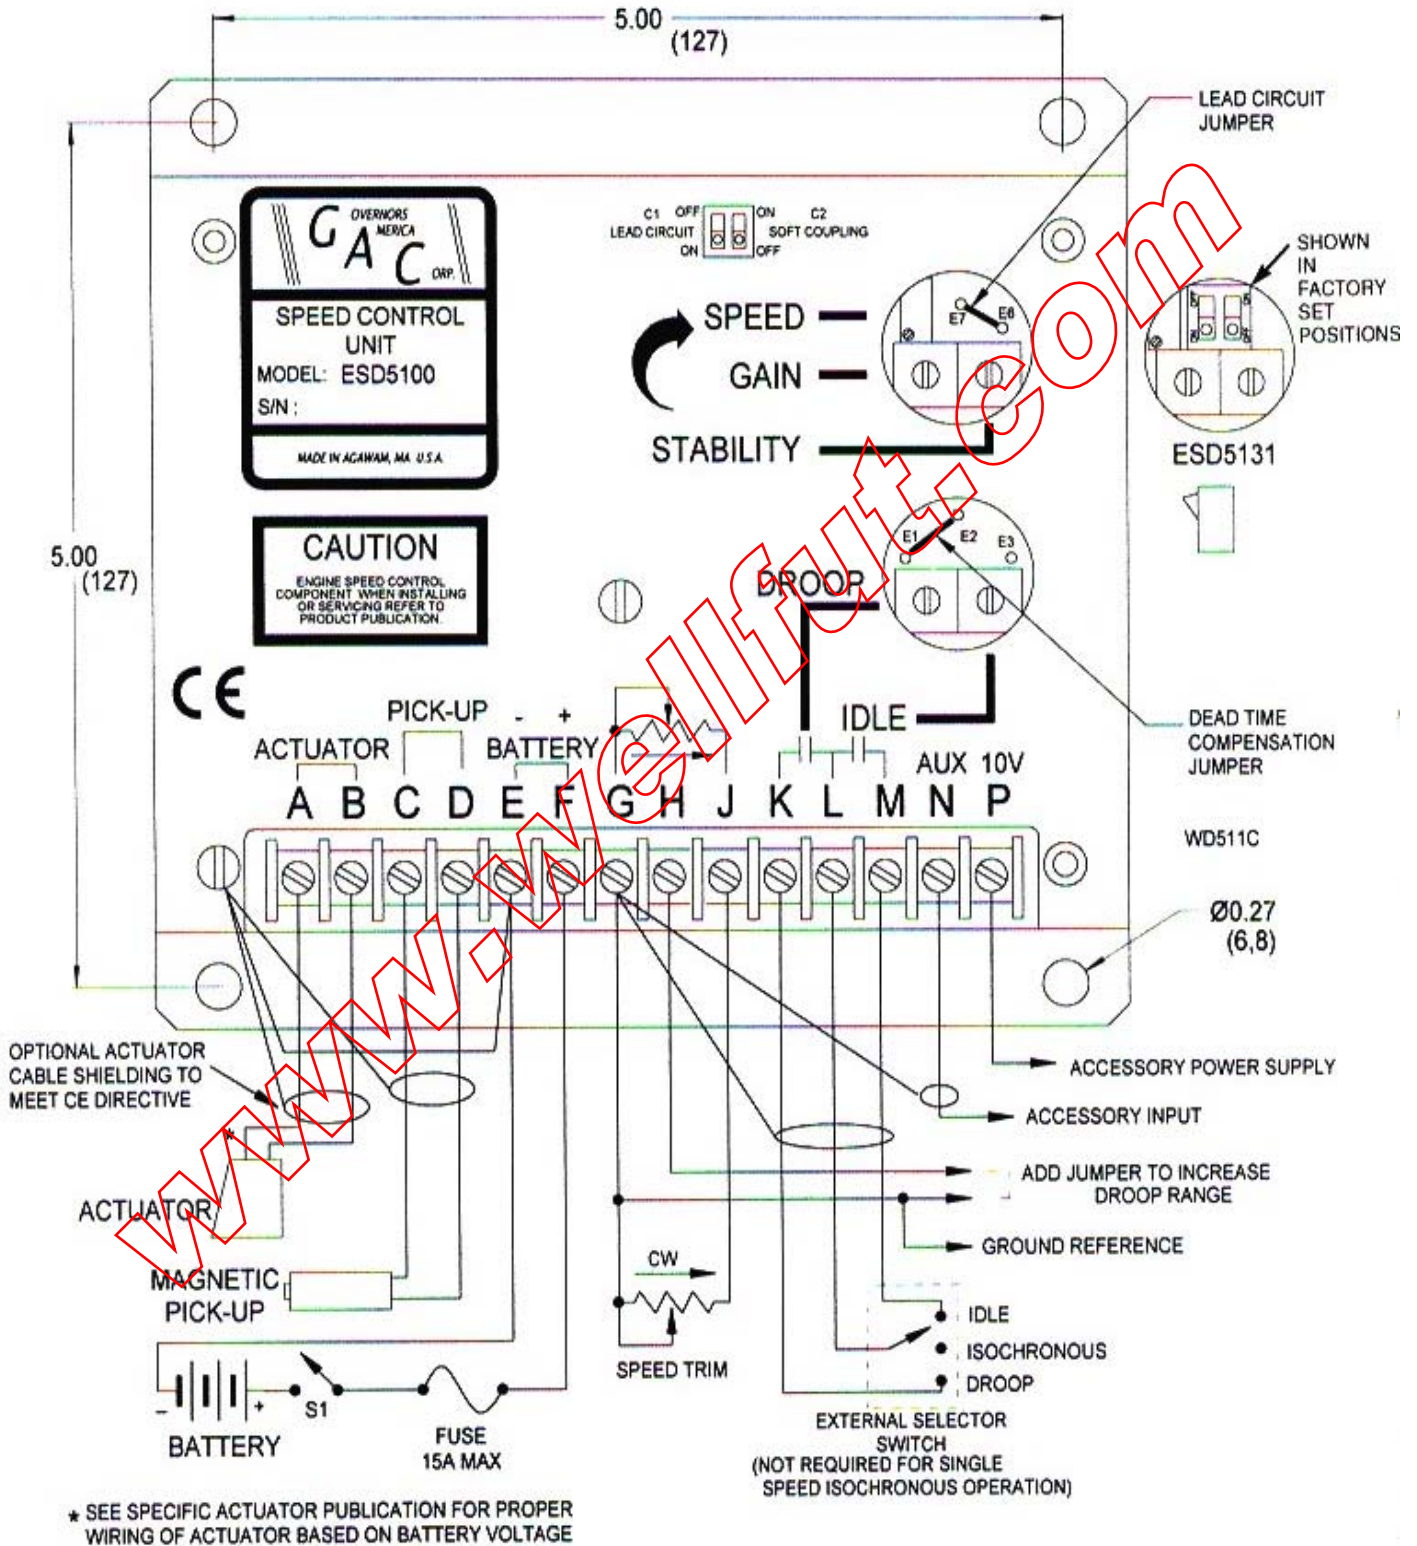 5.00
(127)
LEAD CIRCUIT
JUMPER
GAC
OVERNORS
MERICA
ORP.
SPEED CONTROL
UNIT
MODEL: ESD5100
S/N :
MADE IN AGAWAM, MA U.S.A.
C1 OFF ON C2
LEAD CIRCUIT SOFT COUPLING
ON OFF
SPEED
GAIN
STABILITY
E7 E6
SHOWN
IN
FACTORY
SET
POSITIONS
ESD5131
5.00
(127)
CAUTION
ENGINE SPEED CONTROL
COMPONENT WHEN INSTALLING
OR SERVICING REFER TO
PRODUCT PUBLICATION.
E1 E2 E3
DROOP
IDLE
CE
PICK-UP - +
ACTUATOR BATTERY
AUX 10V
A B C D E F G H J K L M N P
DEAD TIME
COMPENSATION
JUMPER
WD511C
Ø0.27
(6,8)
OPTIONAL ACTUATOR
CABLE SHIELDING TO
MEET CE DIRECTIVE
*
ACTUATOR
MAGNETIC
PICK-UP
- +
S1
BATTERY
FUSE
15A MAX
CW
SPEED TRIM
ACCESSORY POWER SUPPLY
ACCESSORY INPUT
ADD JUMPER TO INCREASE
DROOP RANGE
GROUND REFERENCE
IDLE
ISOCHRONOUS
DROOP
EXTERNAL SELECTOR
SWITCH
(NOT REQUIRED FOR SINGLE
SPEED ISOCHRONOUS OPERATION)
* SEE SPECIFIC ACTUATOR PUBLICATION FOR PROPER
WIRING OF ACTUATOR BASED ON BATTERY VOLTAGE
www.wellfut.com